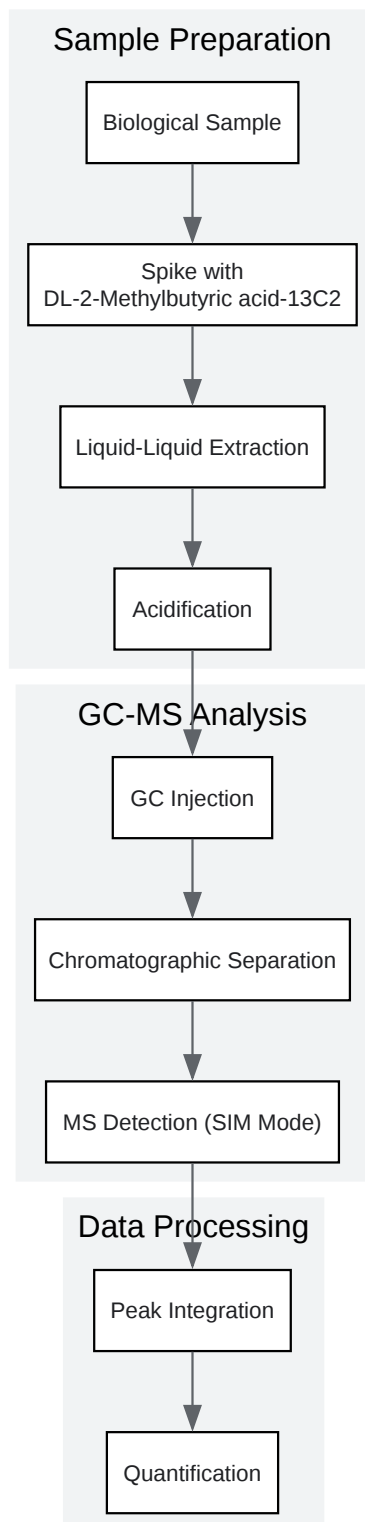 Sample Preparation
Biological Sample
Spike with
DL-2-Methylbutyric acid-13C2
Liquid-Liquid Extraction
Acidification
GC-MS Analysis
GC Injection
Chromatographic Separation
MS Detection (SIM Mode)
Data Processing
Peak Integration
Quantification